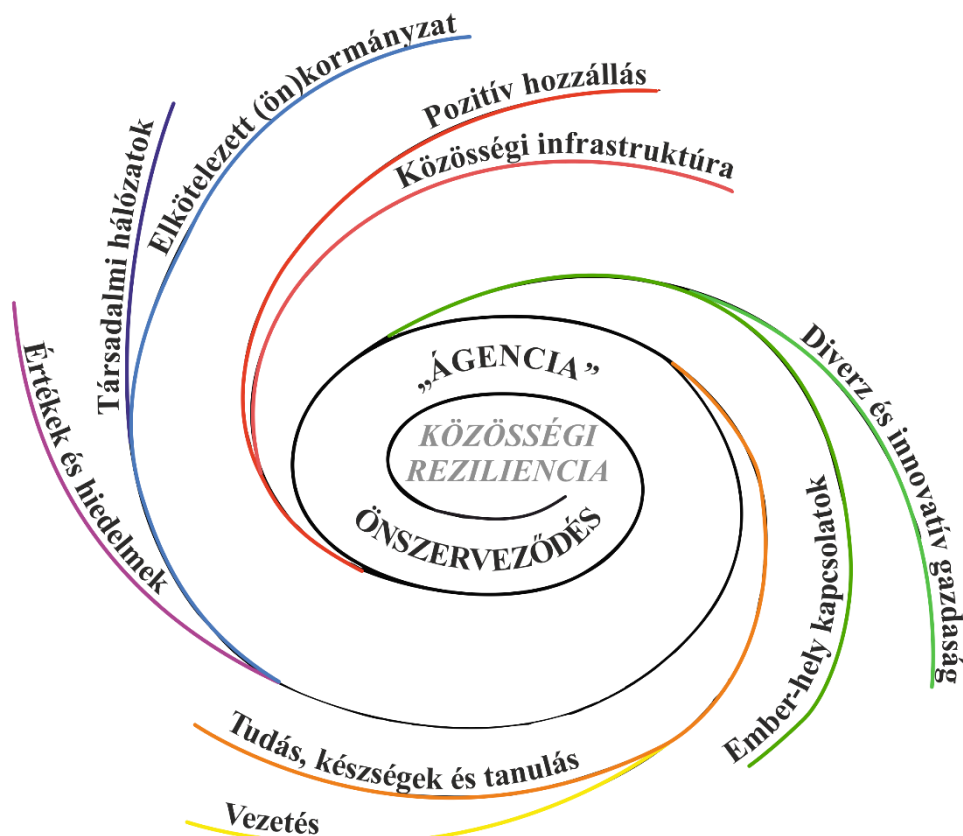 Elkötelezett (ön)kormányzat
Pozitív hozzállás
Közösségi infrastruktúra
Társadalmi hálózatok
Értékek és hiedelmek
„ÁGENCIA”
KÖZÖSSÉGI
REZILIENCIA
ÖNSZERVEZŐDÉS
Diverz és innovatív gazdaság
Ember-hely kapcsolatok
Tudás, készségek és tanulás
Vezetés